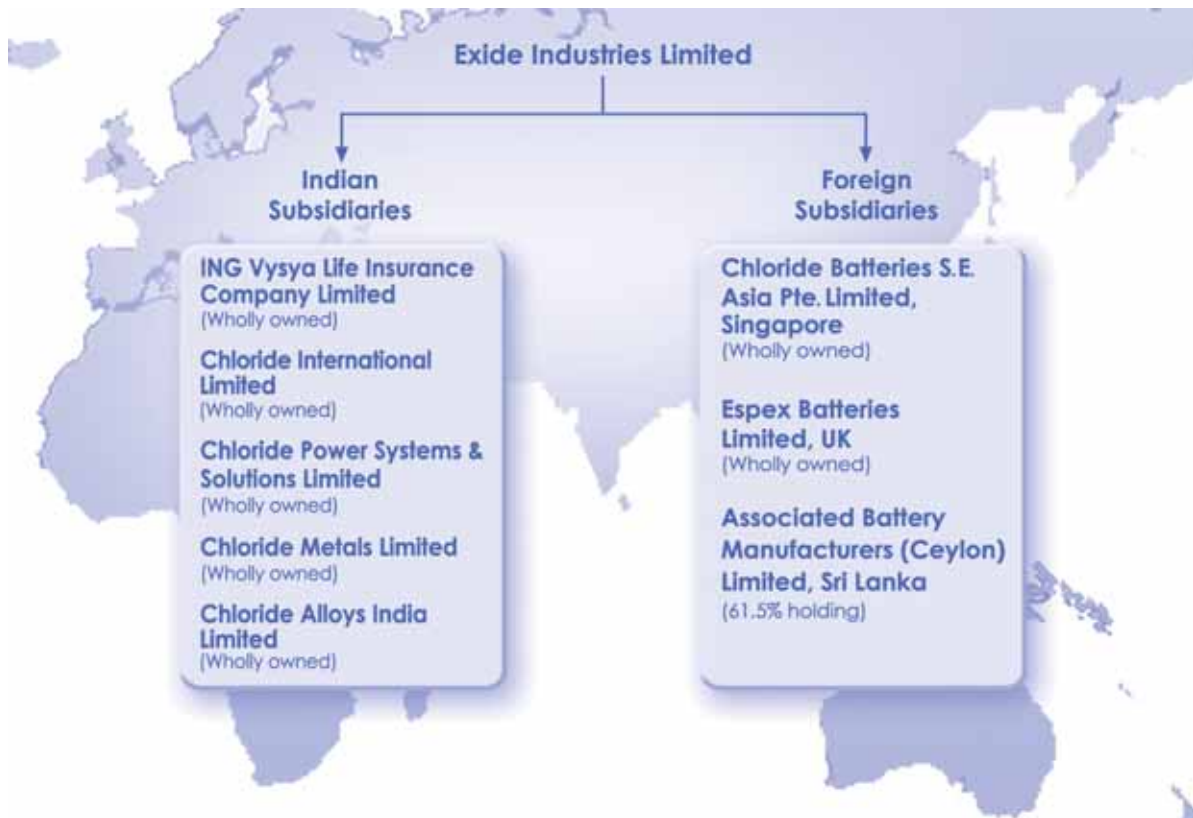 Exide Industries Limited
Indian
Subsidiaries
ING Vysya Life Insurance
Company Limited
(Wholly owned)
Chloride International
Limited
(Wholly owned)
Chloride Power Systems &
Solutions Limited
(Wholly owned)
Chloride Metals Limited
(Wholly owned)
Chloride Alloys India
Limited
(Wholly owned)
Foreign
Subsidiaries
Chloride Batteries S.E.
Asia Pte. Limited,
Singapore
(Wholly owned)
Espex Batteries
Limited, UK
(Wholly owned)
Associated Battery
Manufacturers (Ceylon)
Limited, Sri Lanka
(61.5% holding)